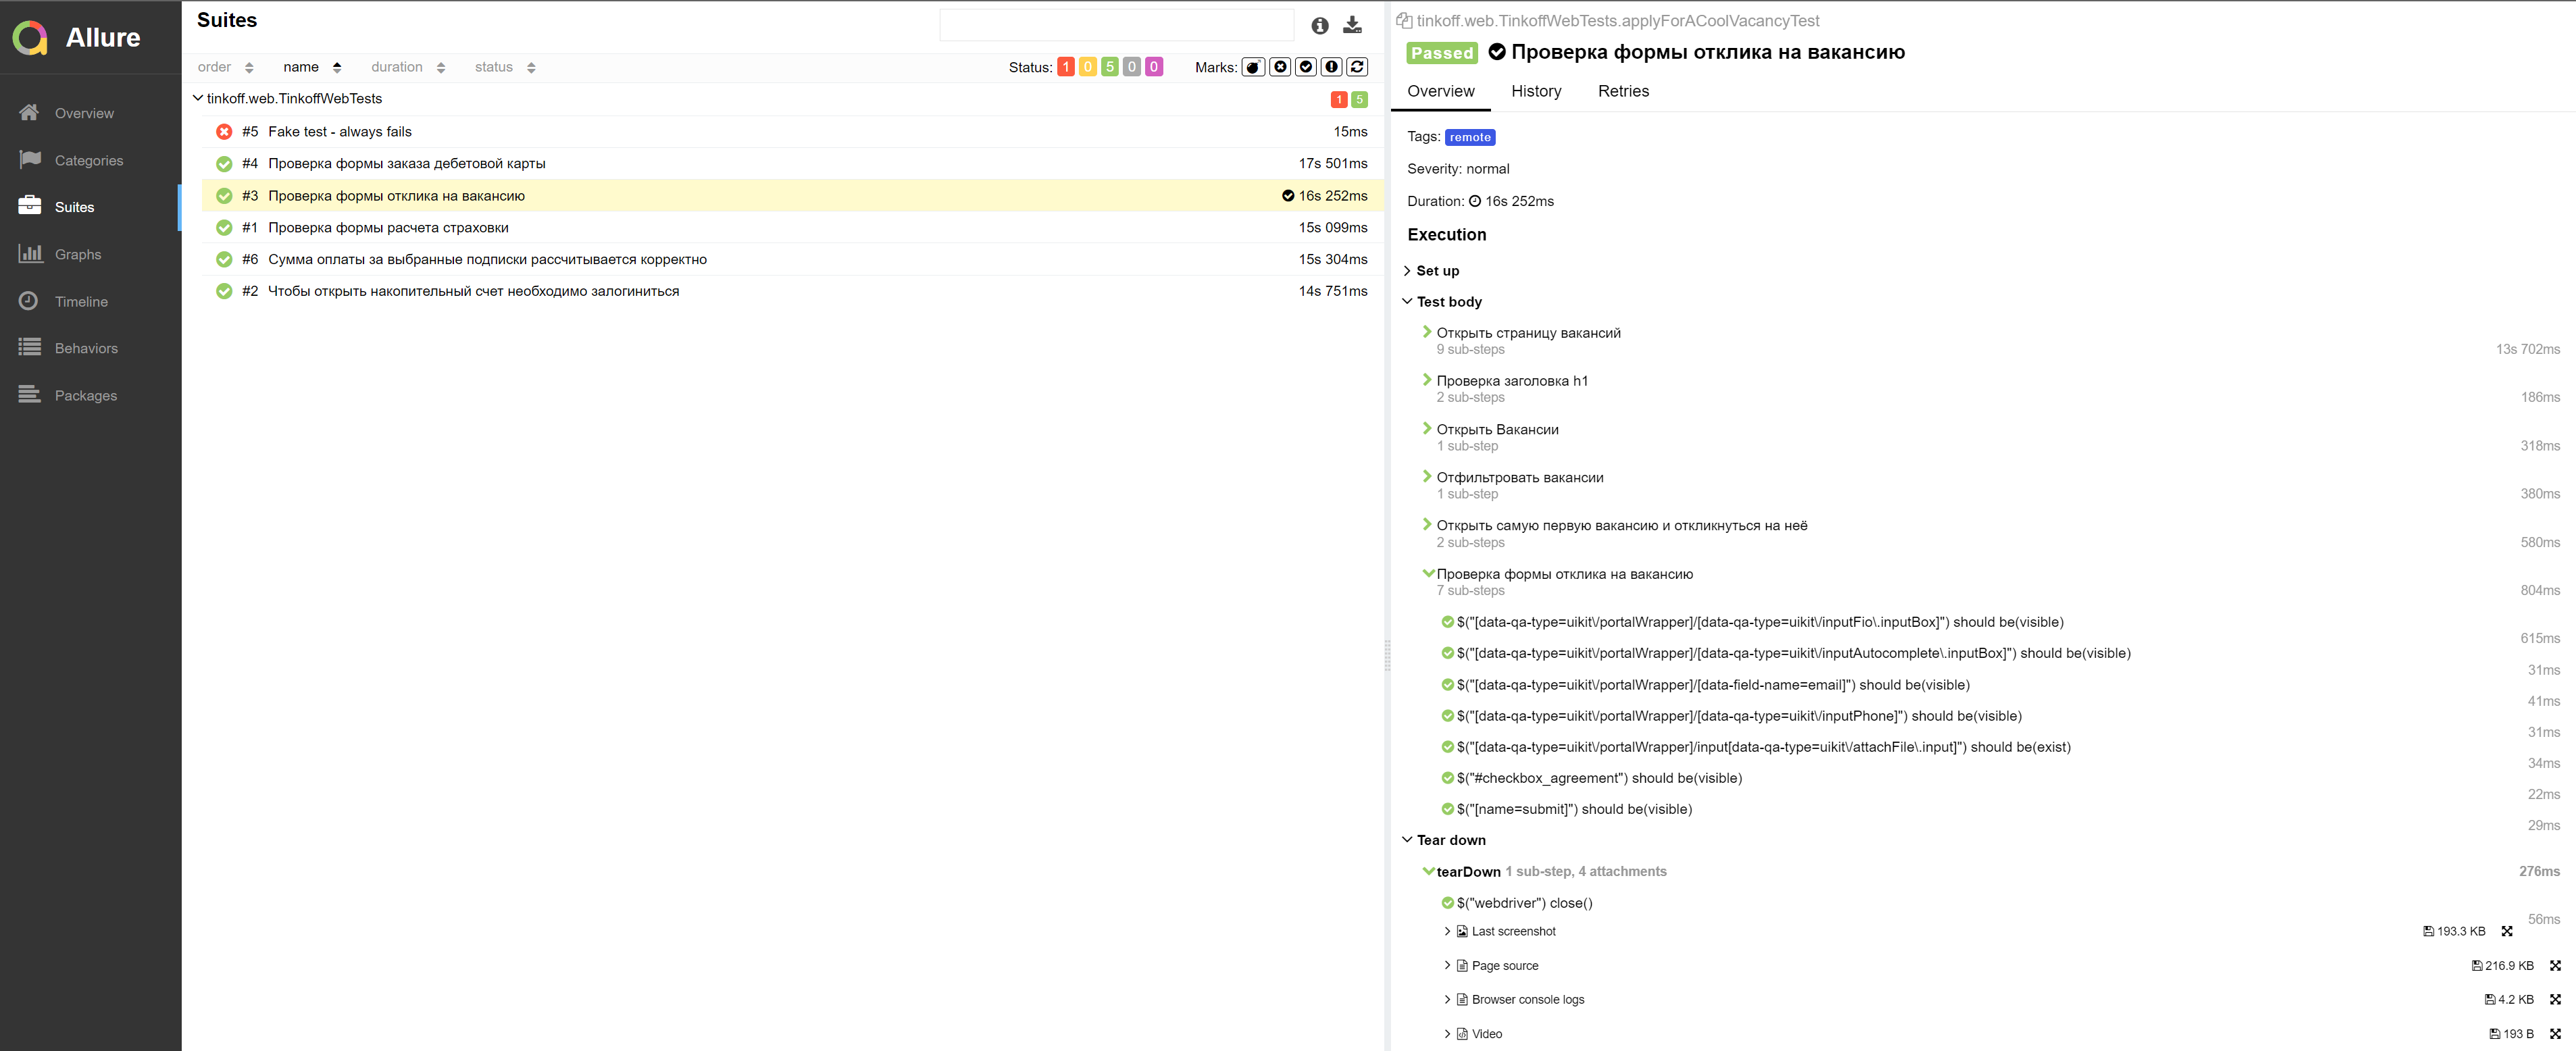 Allure
Overview
Categories
Suites
Graphs
Timeline
Behaviors
Packages
Suites
order name duration status
Status: 1 0 5 0 0 Marks:
tinkoff.web.TinkoffWebTests 1 5
#5 Fake test - always fails 15ms
#4 Проверка формы заказа дебетовой карты 17s 501ms
#3 Проверка формы отклика на вакансию 16s 252ms
#1 Проверка формы расчета страховки 15s 099ms
#6 Сумма оплаты за выбранные подписки рассчитывается корректно 15s 304ms
#2 Чтобы открыть накопительный счет необходимо залогиниться 14s 751ms
tinkoff.web.TinkoffWebTests.applyForACoolVacancyTest
Passed Проверка формы отклика на вакансию
Overview History Retries
Tags: remote
Severity: normal
Duration: 16s 252ms
Execution
Set up
Test body
Открыть страницу вакансий
9 sub-steps 13s 702ms
Проверка заголовка h1
2 sub-steps 186ms
Открыть Вакансии
1 sub-step 318ms
Отфильтровать вакансии
1 sub-step 380ms
Открыть самую первую вакансию и откликнуться на неё
2 sub-steps 580ms
Проверка формы отклика на вакансию
7 sub-steps 804ms
$("[data-qa-type=uikit\/portalWrapper]/[data-qa-type=uikit\/inputFio\.inputBox]") should be(visible)
615ms
$("[data-qa-type=uikit\/portalWrapper]/[data-qa-type=uikit\/inputAutocomplete\.inputBox]") should be(visible)
31ms
$("[data-qa-type=uikit\/portalWrapper]/[data-field-name=email]") should be(visible)
41ms
$("[data-qa-type=uikit\/portalWrapper]/[data-qa-type=uikit\/inputPhone]") should be(visible)
31ms
$("[data-qa-type=uikit\/portalWrapper]/input[data-qa-type=uikit\/attachFile\.input]") should be(exist)
34ms
$("#checkbox_agreement") should be(visible)
22ms
$("[name=submit]") should be(visible)
29ms
Tear down
tearDown 1 sub-step, 4 attachments 276ms
$("webdriver") close()
56ms
Last screenshot 193.3 KB
Page source 216.9 KB
Browser console logs 4.2 KB
Video 193 B